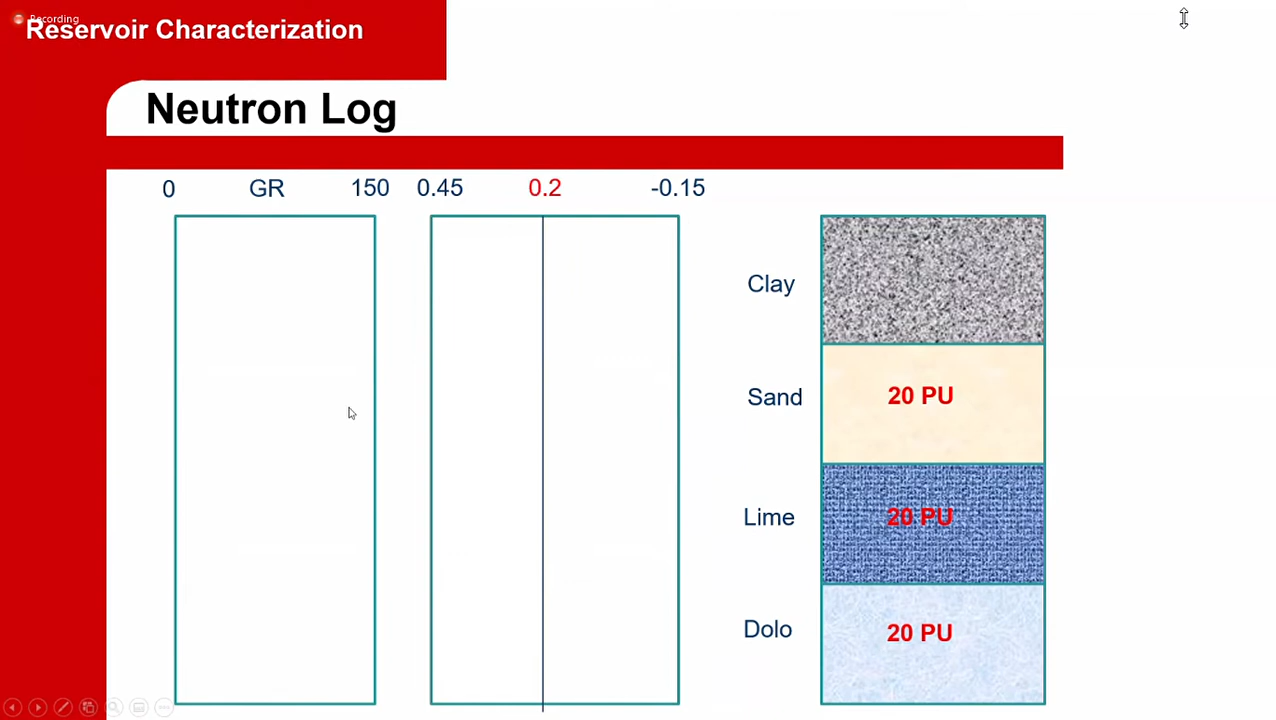 Recording
Reservoir Characterization
Neutron Log
0 GR 150 0.45 0.2 -0.15
Clay
Sand 20 PU
Lime 20 PU
Dolo 20 PU